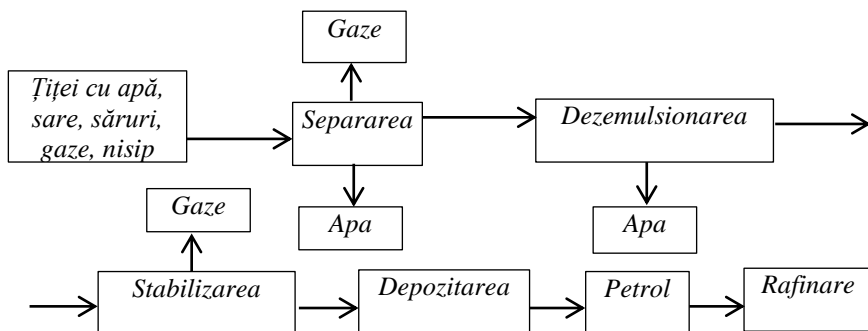 Gaze
Țiței cu apă,
sare, săruri,
gaze, nisip
Separarea
Dezemulsionarea
Apa
Apa
Gaze
Stabilizarea
Depozitarea
Petrol
Rafinare